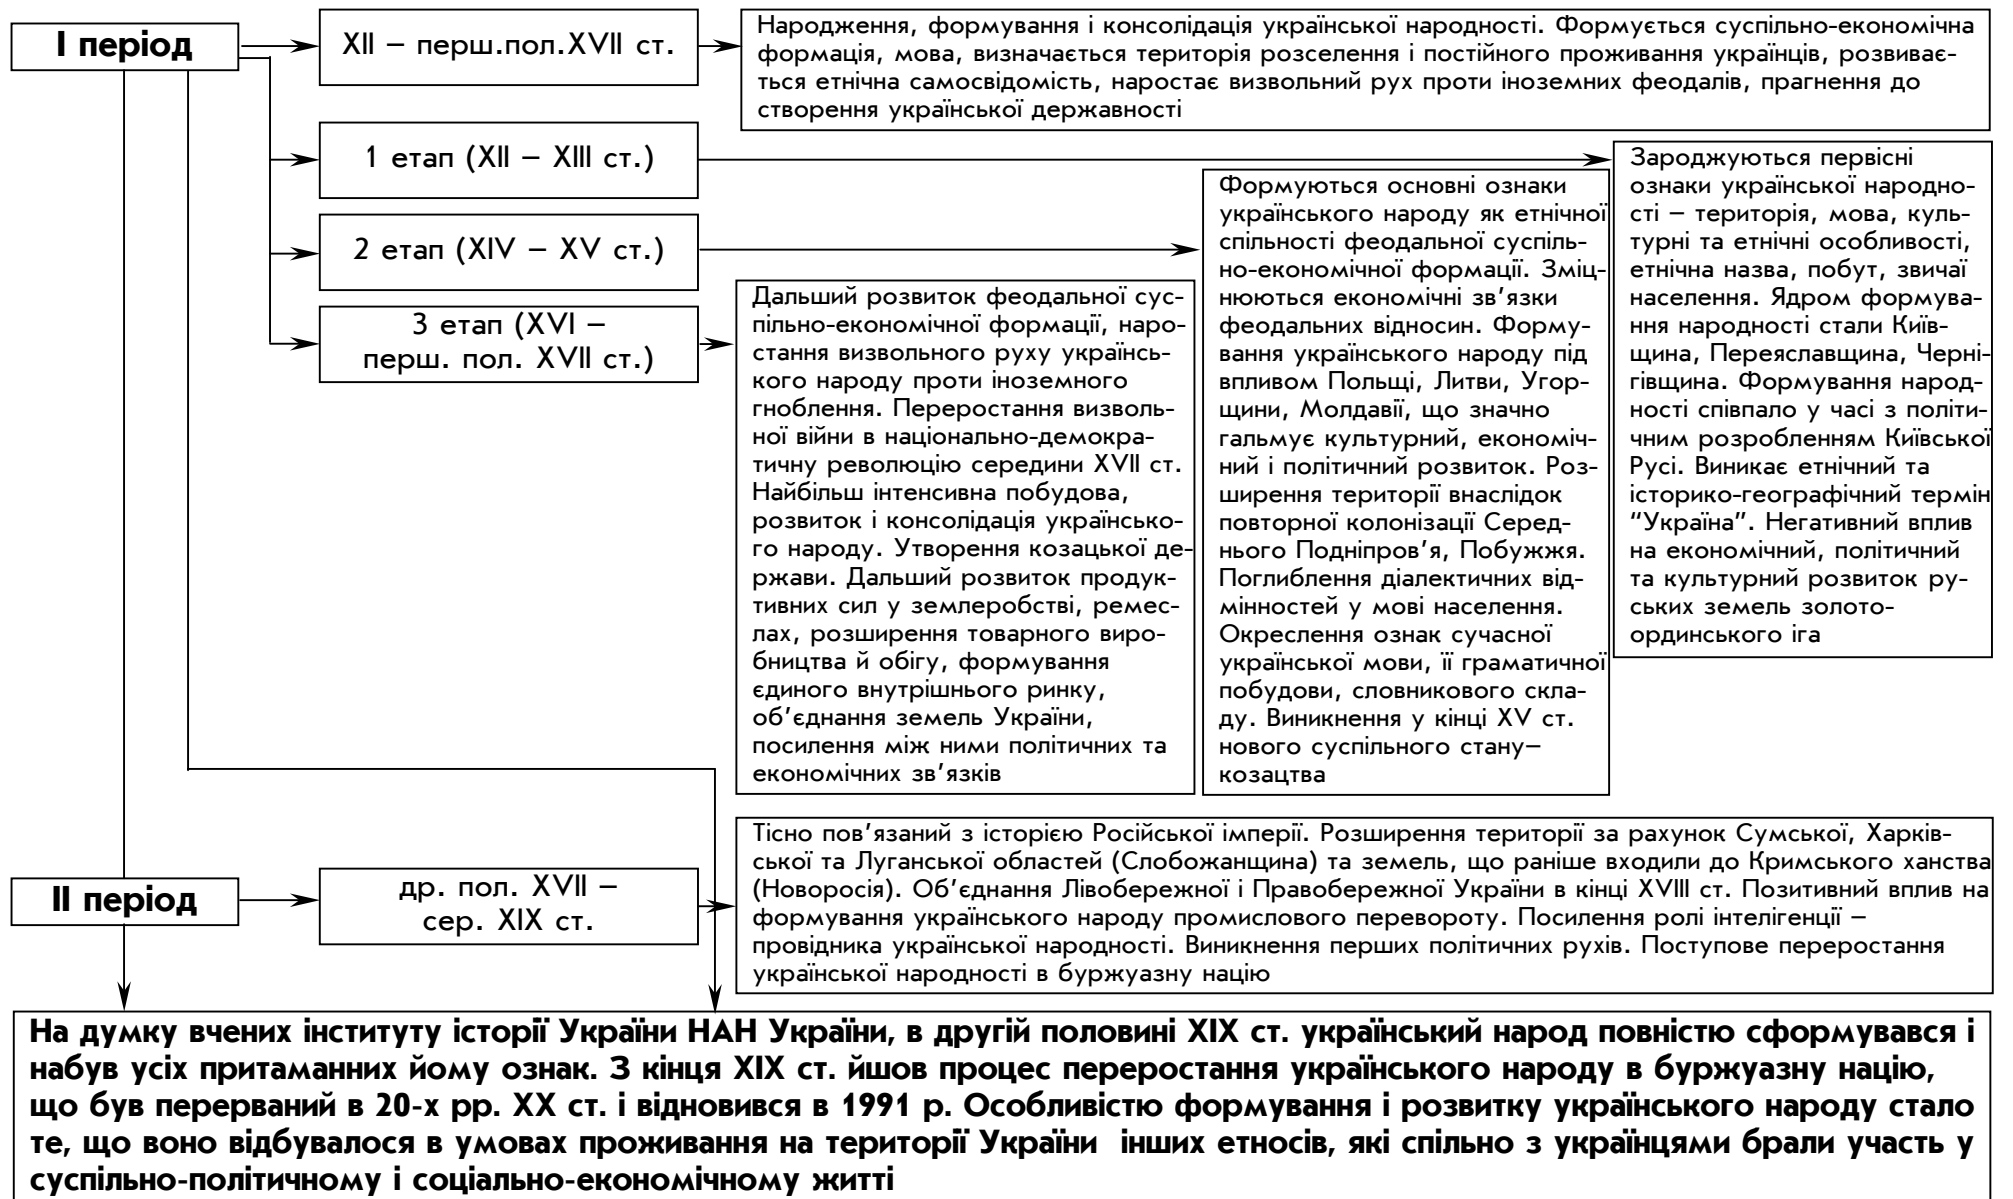 І період
ХІІ – перш.пол.XVII ст.
Народження, формування і консолідація української народності. Формується суспільно-економічна
формація, мова, визначається територія розселення і постійного проживання українців, розвиває-
ться етнічна самосвідомість, наростає визвольний рух проти іноземних феодалів, прагнення до
створення української державності
1 етап (XII – XIII ст.)
Зароджуються первісні
ознаки української народно-
сті – територія, мова, куль-
турні та етнічні особливості,
етнічна назва, побут, звичаї
населення. Ядром формува-
ння народності стали Київ-
щина, Переяславщина, Черні-
гівщина. Формування народ-
ності співпало у часі з політи-
чним розробленням Київської
Русі. Виникає етнічний та
історико-географічний термін
“Україна”. Негативний вплив
на економічний, політичний
та культурний розвиток ру-
ських земель золото-
ординського іга
2 етап (XIV – XV ст.)
Формуються основні ознаки
українського народу як етнічної
спільності феодальної суспіль-
но-економічної формації. Зміц-
нюються економічні зв’язки
феодальних відносин. Форму-
вання українського народу під
впливом Польщі, Литви, Угор-
щини, Молдавії, що значно
гальмує культурний, економіч-
ний і політичний розвиток. Роз-
ширення території внаслідок
повторної колонізації Серед-
нього Подніпров’я, Побужжя.
Поглиблення діалектичних від-
мінностей у мові населення.
Окреслення ознак сучасної
української мови, її граматичної
побудови, словникового скла-
ду. Виникнення у кінці XV ст.
нового суспільного стану–
козацтва
3 етап (XVI –
перш. пол. XVII ст.)
Дальший розвиток феодальної сус-
пільно-економічної формації, наро-
стання визвольного руху українсь-
кого народу проти іноземного
гноблення. Переростання визволь-
ної війни в національно-демокра-
тичну революцію середини XVII ст.
Найбільш інтенсивна побудова,
розвиток і консолідація українсько-
го народу. Утворення козацької де-
ржави. Дальший розвиток продук-
тивних сил у землеробстві, ремес-
лах, розширення товарного виро-
бництва й обігу, формування
єдиного внутрішнього ринку,
об’єднання земель України,
посилення між ними політичних та
економічних зв’язків
ІІ період
др. пол. XVII –
сер. XIX ст.
Тісно пов’язаний з історією Російської імперії. Розширення території за рахунок Сумської, Харків-
ської та Луганської областей (Слобожанщина) та земель, що раніше входили до Кримського ханства
(Новоросія). Об’єднання Лівобережної і Правобережної України в кінці XVIII ст. Позитивний вплив на
формування українського народу промислового перевороту. Посилення ролі інтелігенції –
провідника української народності. Виникнення перших політичних рухів. Поступове переростання
української народності в буржуазну націю
На думку вчених інституту історії України НАН України, в другій половині XIX ст. український народ повністю сформувався і
набув усіх притаманних йому ознак. З кінця XIX ст. йшов процес переростання українського народу в буржуазну націю,
що був перерваний в 20-х рр. XX ст. і відновився в 1991 р. Особливістю формування і розвитку українського народу стало
те, що воно відбувалося в умовах проживання на території України  інших етносів, які спільно з українцями брали участь у
суспільно-політичному і соціально-економічному житті